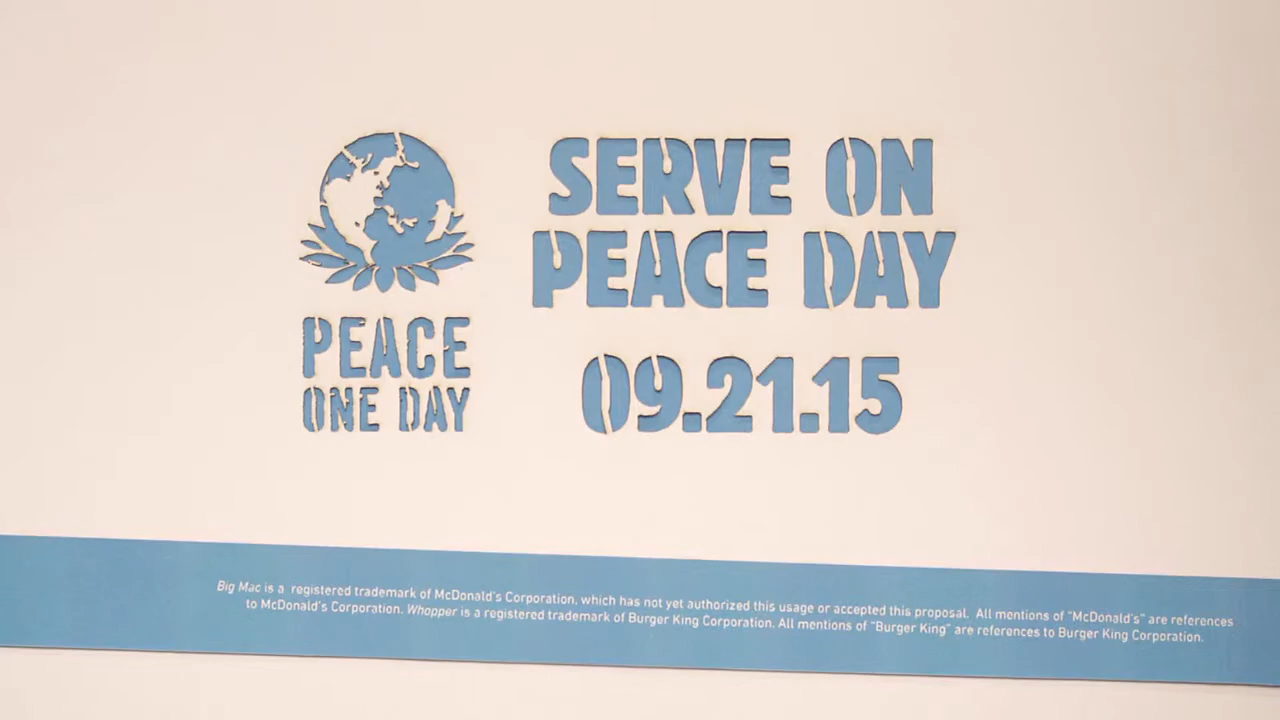 SERVE ON
PEACE DAY
09.21.15
PEACE
ONE DAY
Big Mac is a registered trademark of McDonald's Corporation, which has not yet authorized this usage or accepted this proposal. All mentions of "McDonald's" are references
to McDonald's Corporation. Whopper is a registered trademark of Burger King Corporation. All mentions of "Burger King" are references to Burger King Corporation.